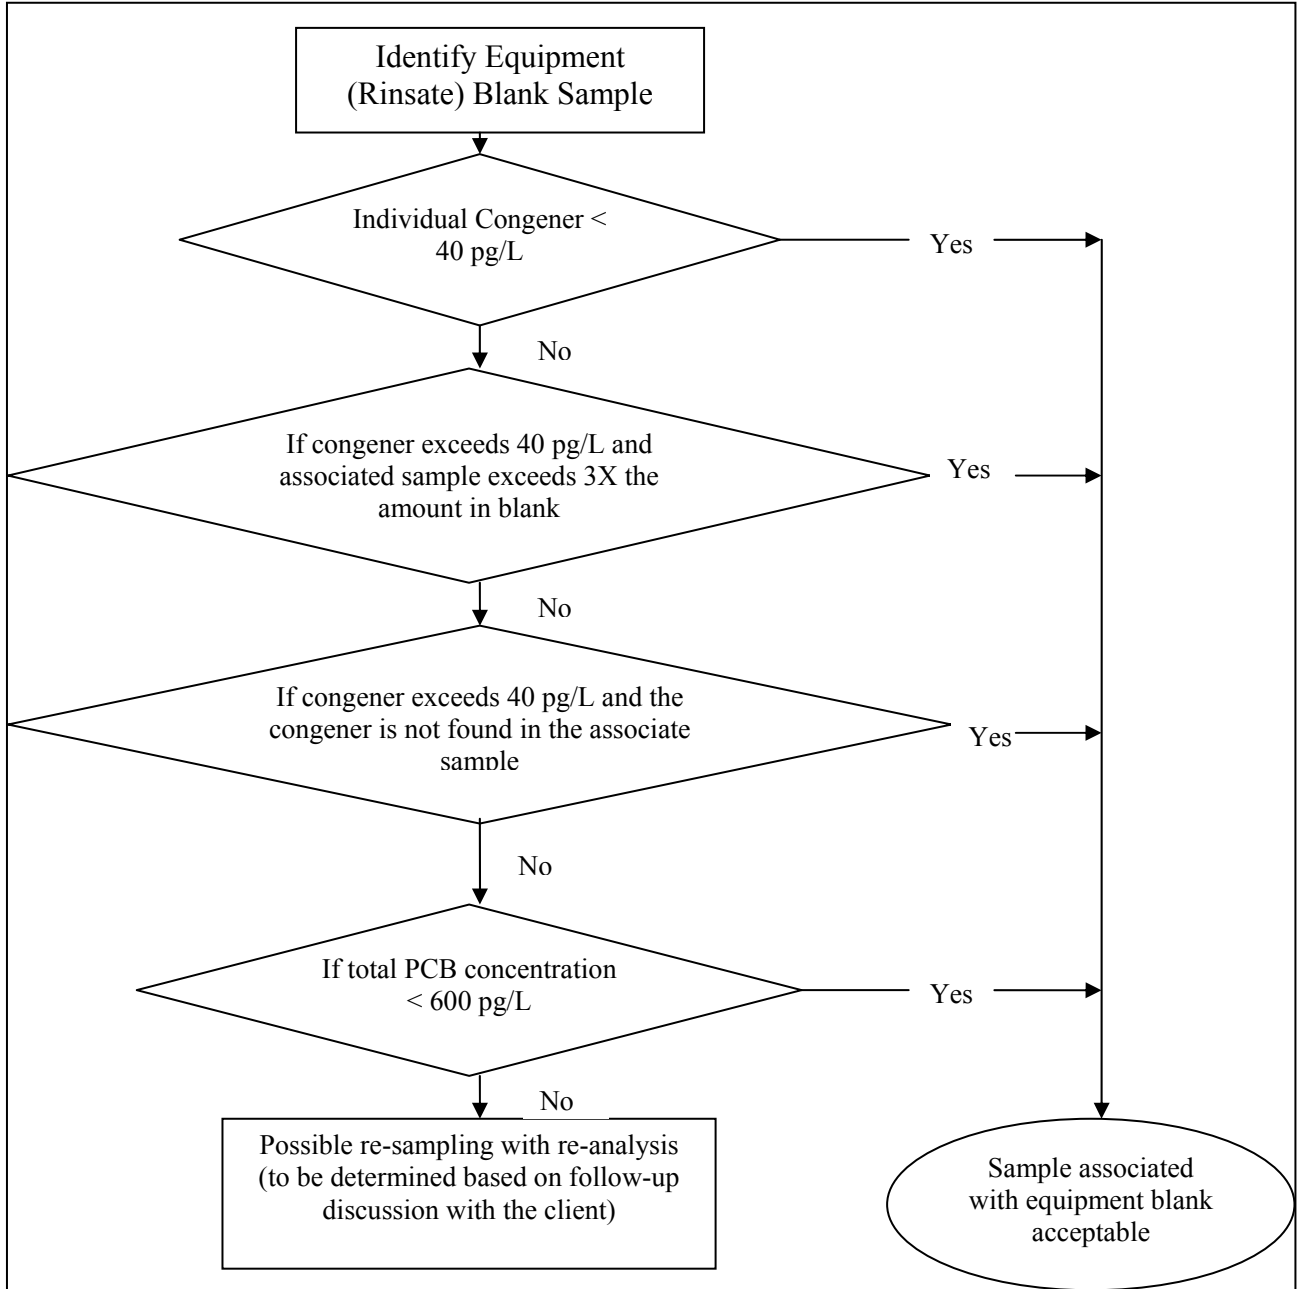 Identify Equipment
(Rinsate) Blank Sample
Individual Congener <
40 pg/L
Yes
No
If congener exceeds 40 pg/L and
associated sample exceeds 3X the
amount in blank
Yes
No
If congener exceeds 40 pg/L and the
congener is not found in the associate
sample
Yes
No
If total PCB concentration
< 600 pg/L
Yes
No
Possible re-sampling with re-analysis
(to be determined based on follow-up
discussion with the client)
Sample associated
with equipment blank
acceptable